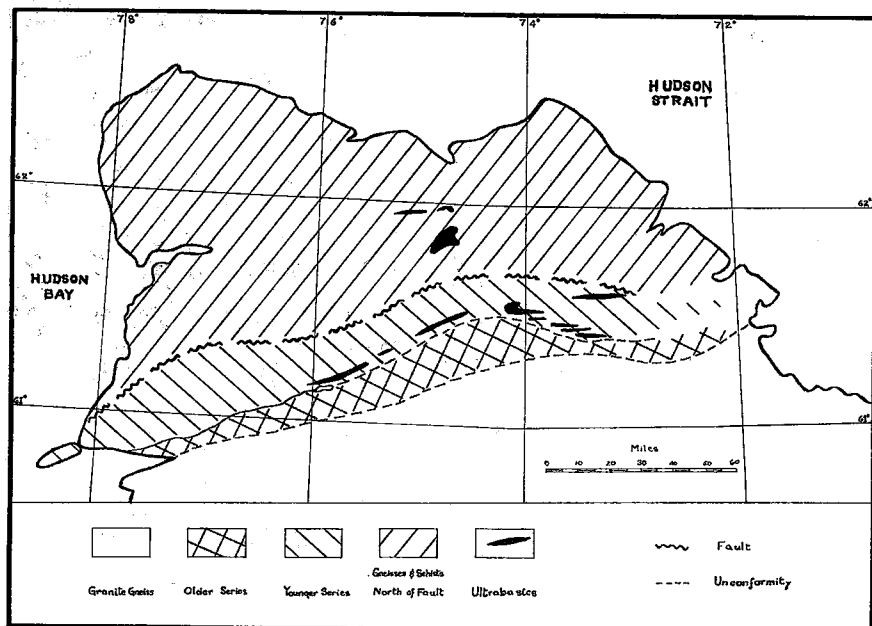 78° 76° 74° 72°
HUDSON
STRAIT
62° 62°
HUDSON
BAY
61° 61°
Miles
0 10 20 30 40 50 60
Granite Gneiss
Older Series
Younger Series
Gneisses & Schists
North of Fault
Ultrabasics
Fault
Unconformity